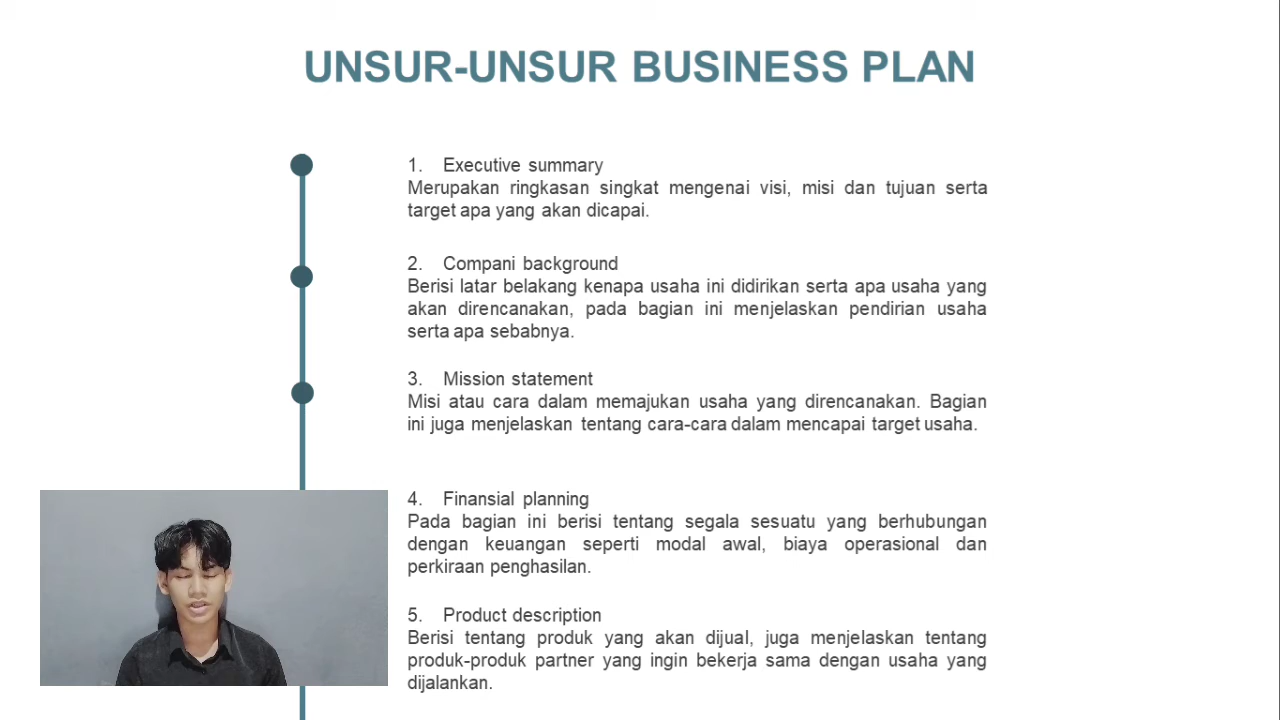 UNSUR-UNSUR BUSINESS PLAN
1. Executive summary
Merupakan ringkasan singkat mengenai visi, misi dan tujuan serta
target apa yang akan dicapai.
2. Compani background
Berisi latar belakang kenapa usaha ini didirikan serta apa usaha yang
akan direncanakan, pada bagian ini menjelaskan pendirian usaha
serta apa sebabnya.
3. Mission statement
Misi atau cara dalam memajukan usaha yang direncanakan. Bagian
ini juga menjelaskan tentang cara-cara dalam mencapai target usaha.
4. Finansial planning
Pada bagian ini berisi tentang segala sesuatu yang berhubungan
dengan keuangan seperti modal awal, biaya operasional dan
perkiraan penghasilan.
5. Product description
Berisi tentang produk yang akan dijual, juga menjelaskan tentang
produk-produk partner yang ingin bekerja sama dengan usaha yang
dijalankan.